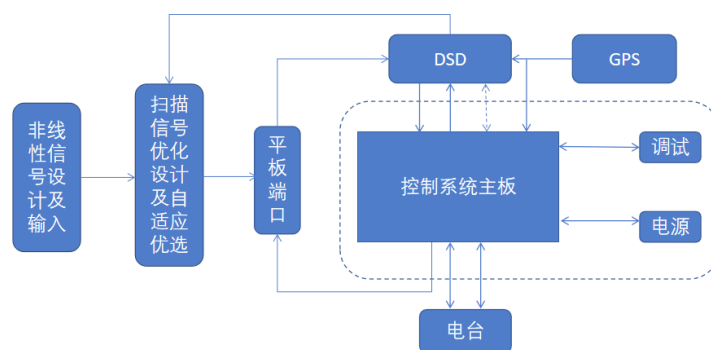 非线
性信
号设
计及
输入
扫描
信号
优化
设计
及自
适应
优选
平
板
端
口
DSD
GPS
控制系统主板
调试
电源
电台